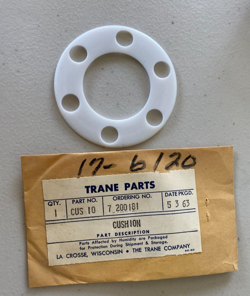 17-6120
TRANE PARTS
QTY. PART NO. ORDERING NO. DATE PKGD.
1 CUS 10 7 200181 5 3 63
CUSHION
PART DESCRIPTION
Parts Affected by Humidity are Packaged
for Protection During Shipment & Storage.
LA CROSSE, WISCONSIN • THE TRANE COMPANY